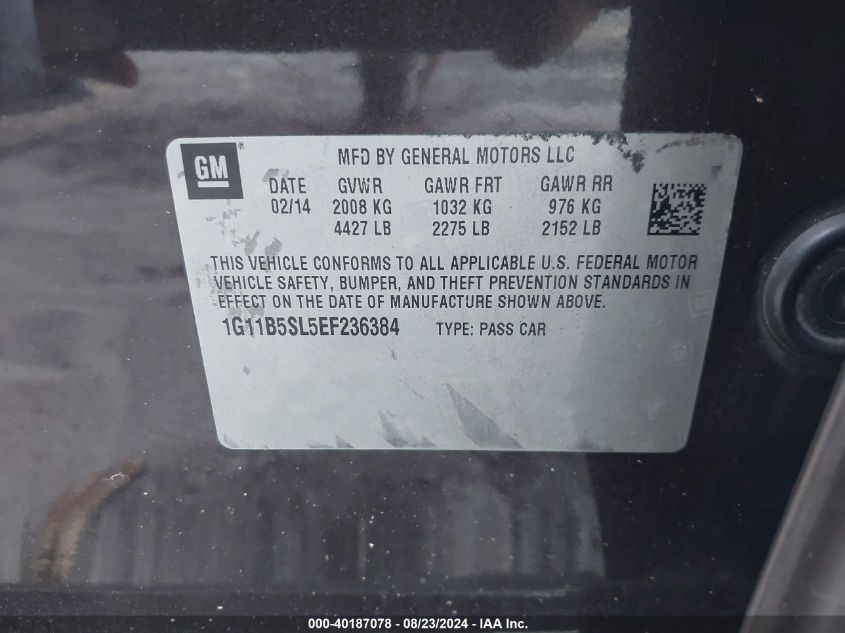 GM ® MFD BY GENERAL MOTORS LLC
DATE GVWR GAWR FRT GAWR RR
02/14 2008 KG 1032 KG 976 KG
4427 LB 2275 LB 2152 LB
THIS VEHICLE CONFORMS TO ALL APPLICABLE U.S. FEDERAL MOTOR
VEHICLE SAFETY, BUMPER, AND THEFT PREVENTION STANDARDS IN
EFFECT ON THE DATE OF MANUFACTURE SHOWN ABOVE.
1G11B5SL5EF236384 TYPE: PASS CAR
000-40187078 - 08/23/2024 - IAA Inc.